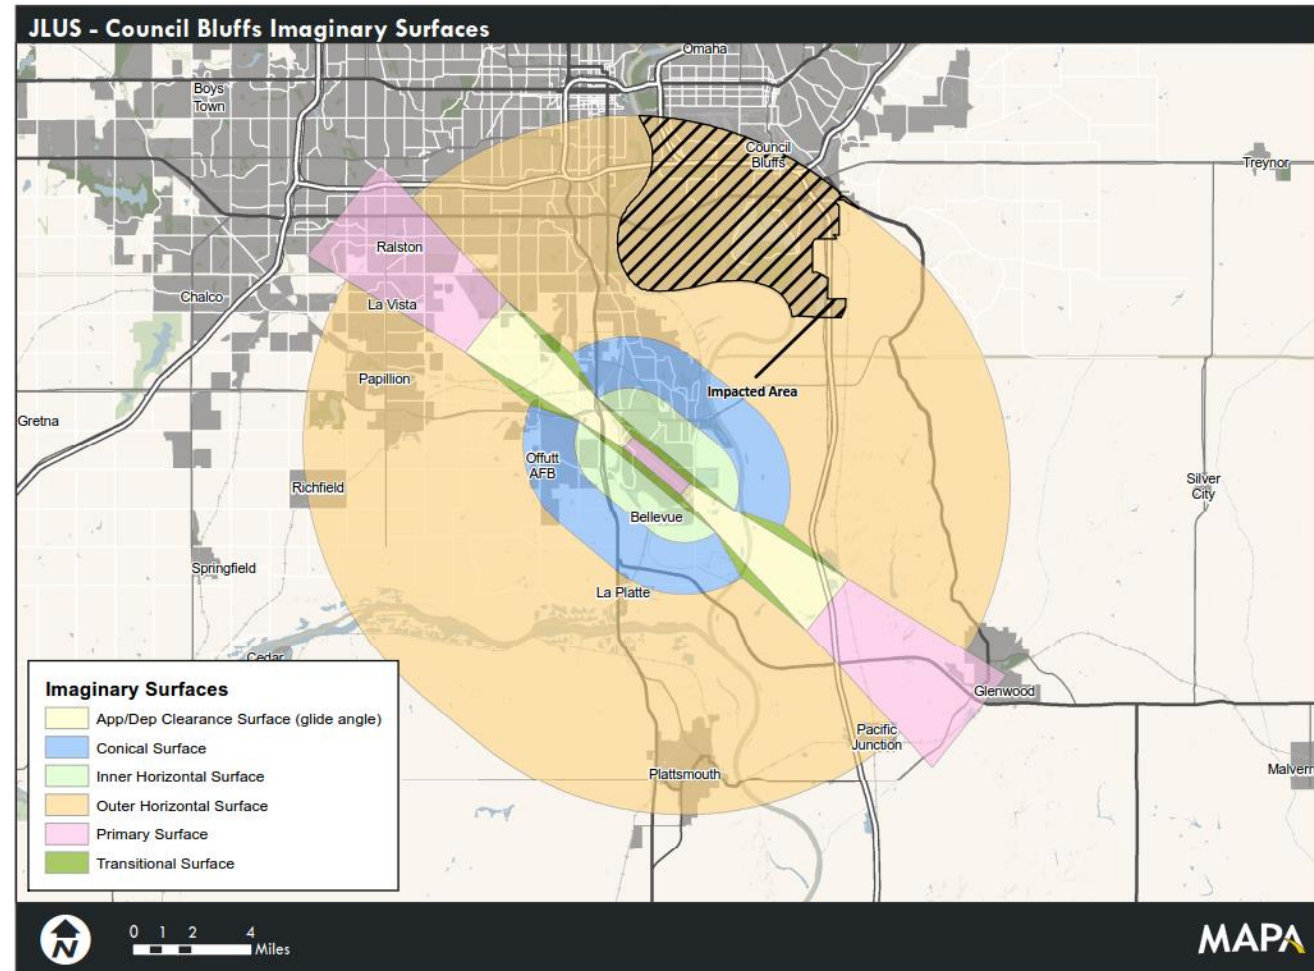 JLUS - Council Bluffs Imaginary Surfaces
Omaha
Boys
Town
Council
Bluffs
Treynor
Ralston
Chalco
La Vista
Papillion
Impacted Area
Gretna
Offutt
AFB
Richfield
Silver
City
Bellevue
Springfield
La Platte
Cedar
Glenwood
Pacific
Junction
Plattsmouth
Malvern
Imaginary Surfaces
App/Dep Clearance Surface (glide angle)
Conical Surface
Inner Horizontal Surface
Outer Horizontal Surface
Primary Surface
Transitional Surface
N
0 1 2 4
Miles
MAPA